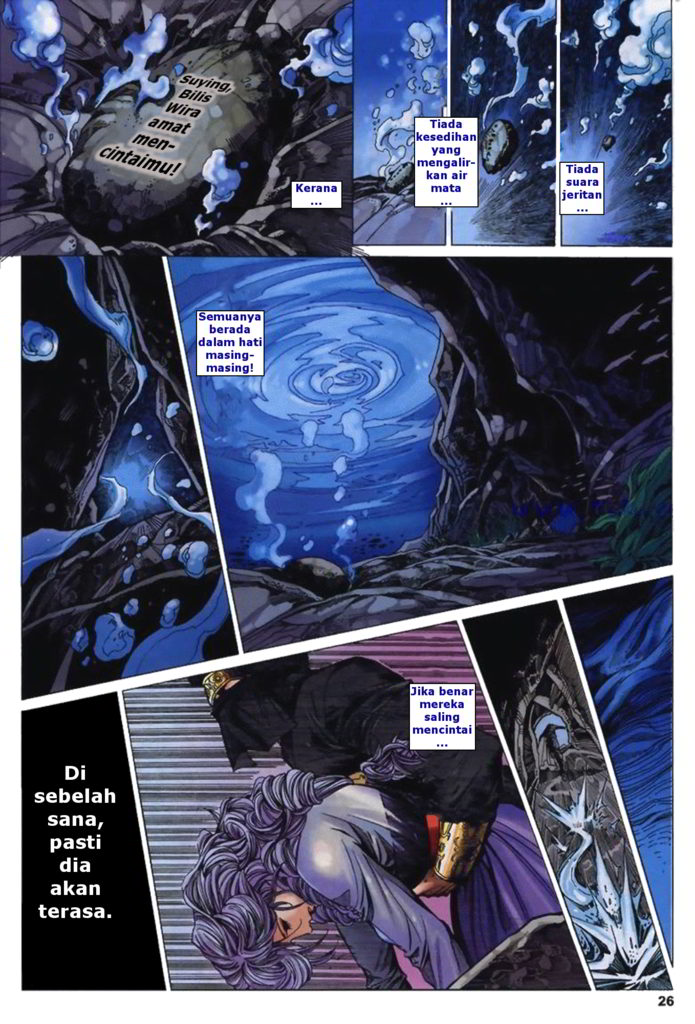 Suying,
Bilis
Wira
amat
men-
cintaimu!
Kerana
...
Tiada
kesedihan
yang
mengalir-
kan air
mata
...
Tiada
suara
jeritan
...
Semuanya
berada
dalam hati
masing-
masing!
Jika benar
mereka
saling
mencintai
...
Di
sebelah
sana,
pasti
dia
akan
terasa.
26